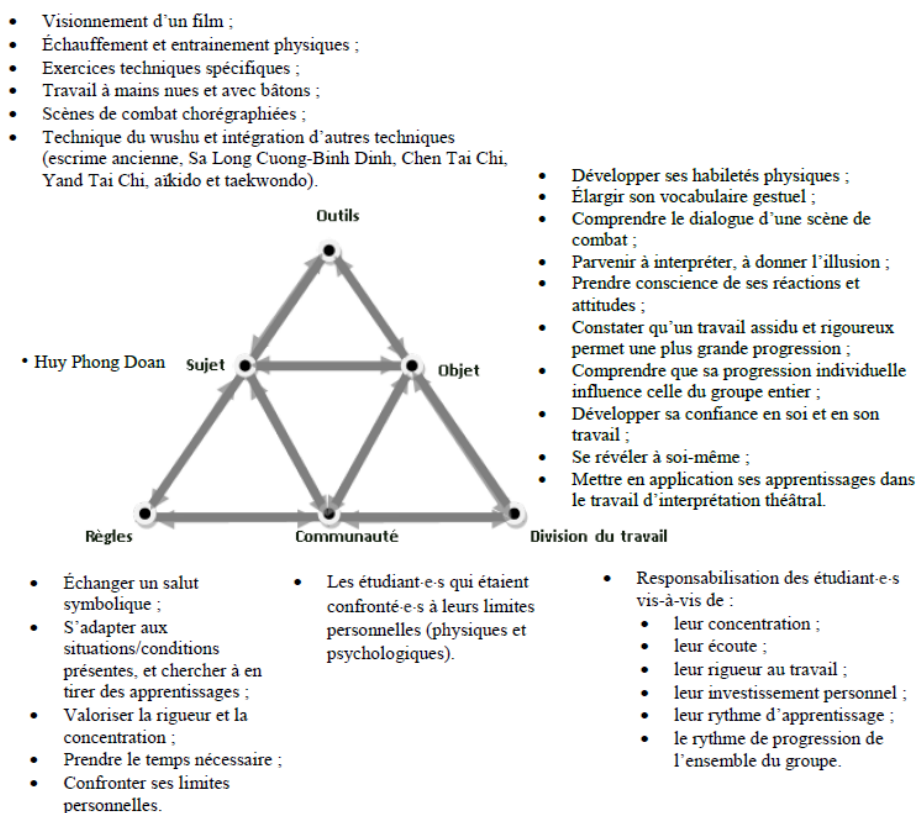 • Visionnement d’un film ;
• Échauffement et entrainement physiques ;
• Exercices techniques spécifiques ;
• Travail à mains nues et avec bâtons ;
• Scènes de combat chorégraphiées ;
• Technique du wushu et intégration d’autres techniques
(escrime ancienne, Sa Long Cuong-Binh Dinh, Chen Tai Chi,
Yand Tai Chi, aïkido et taekwondo).
Outils
• Développer ses habiletés physiques ;
• Élargir son vocabulaire gestuel ;
• Comprendre le dialogue d’une scène de
combat ;
• Parvenir à interpréter, à donner l’illusion ;
• Prendre conscience de ses réactions et
attitudes ;
• Constater qu’un travail assidu et rigoureux
permet une plus grande progression ;
• Comprendre que sa progression individuelle
influence celle du groupe entier ;
• Développer sa confiance en soi et en son
travail ;
• Se révéler à soi-même ;
• Mettre en application ses apprentissages dans
le travail d’interprétation théâtral.
• Huy Phong Doan
Sujet
Objet
Règles
Communauté
Division du travail
• Échanger un salut
symbolique ;
• S’adapter aux
situations/conditions
présentes, et chercher à en
tirer des apprentissages ;
• Valoriser la rigueur et la
concentration ;
• Prendre le temps nécessaire ;
• Confronter ses limites
personnelles.
• Les étudiant·e·s qui étaient
confronté·e·s à leurs limites
personnelles (physiques et
psychologiques).
• Responsabilisation des étudiant·e·s
vis-à-vis de :
• leur concentration ;
• leur écoute ;
• leur rigueur au travail ;
• leur investissement personnel ;
• leur rythme d’apprentissage ;
• le rythme de progression de
l’ensemble du groupe.